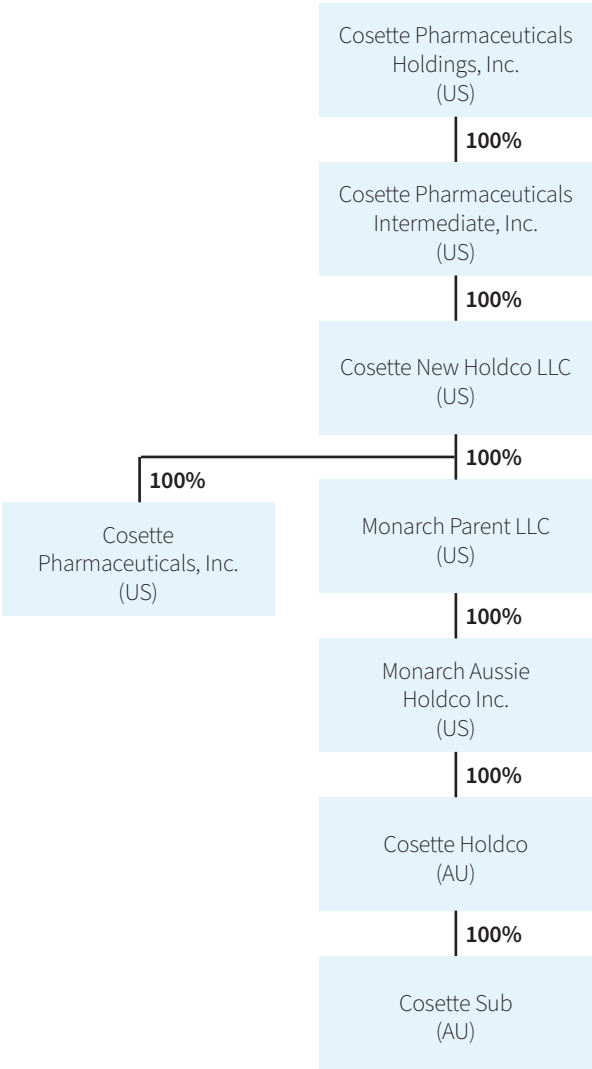 Cosette Pharmaceuticals
Holdings, Inc.
(US)
100%
Cosette Pharmaceuticals
Intermediate, Inc.
(US)
100%
Cosette New Holdco LLC
(US)
100%
100%
Cosette
Pharmaceuticals, Inc.
(US)
Monarch Parent LLC
(US)
100%
Monarch Aussie
Holdco Inc.
(US)
100%
Cosette Holdco
(AU)
100%
Cosette Sub
(AU)